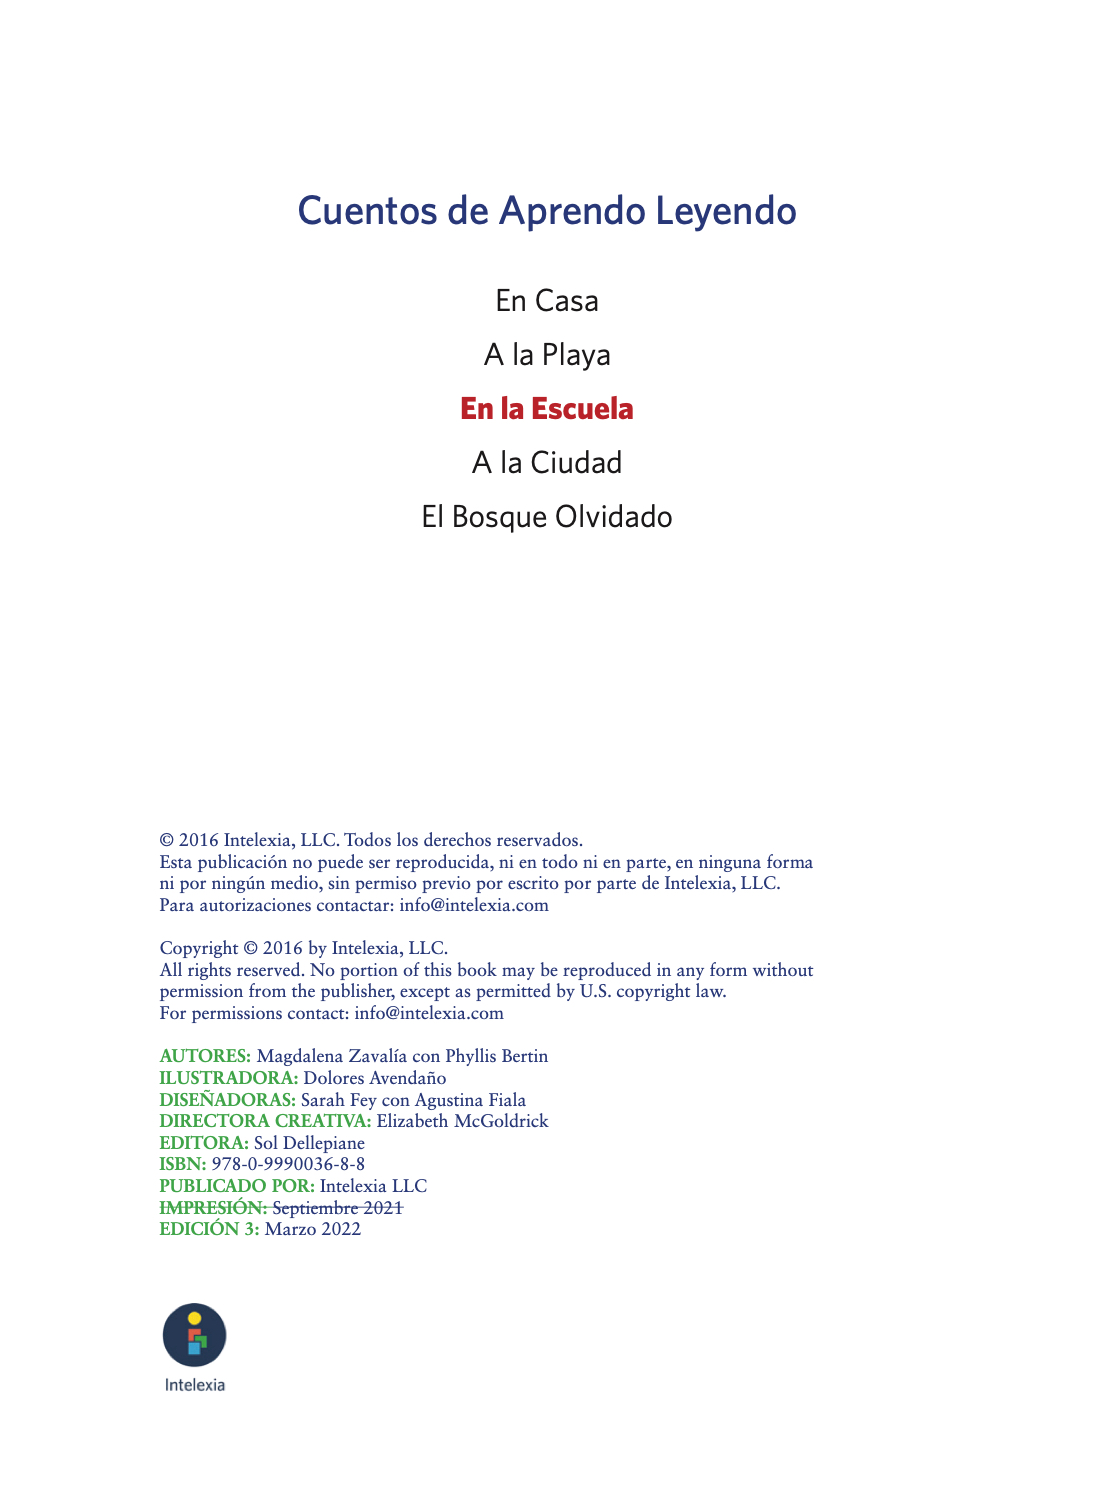 Cuentos de Aprendo Leyendo
En Casa
A la Playa
En la Escuela
A la Ciudad
El Bosque Olvidado
© 2016 Intelexia, LLC. Todos los derechos reservados.
Esta publicación no puede ser reproducida, ni en todo ni en parte, en ninguna forma
ni por ningún medio, sin permiso previo por escrito por parte de Intelexia, LLC.
Para autorizaciones contactar: info@intelexia.com
Copyright © 2016 by Intelexia, LLC.
All rights reserved. No portion of this book may be reproduced in any form without
permission from the publisher, except as permitted by U.S. copyright law.
For permissions contact: info@intelexia.com
AUTORES: Magdalena Zavalía con Phyllis Bertin
ILUSTRADORA: Dolores Avendaño
DISEÑADORAS: Sarah Fey con Agustina Fiala
DIRECTORA CREATIVA: Elizabeth McGoldrick
EDITORA: Sol Dellepiane
ISBN: 978-0-9990036-8-8
PUBLICADO POR: Intelexia LLC
IMPRESIÓN: Septiembre 2021
EDICIÓN 3: Marzo 2022
Intelexia